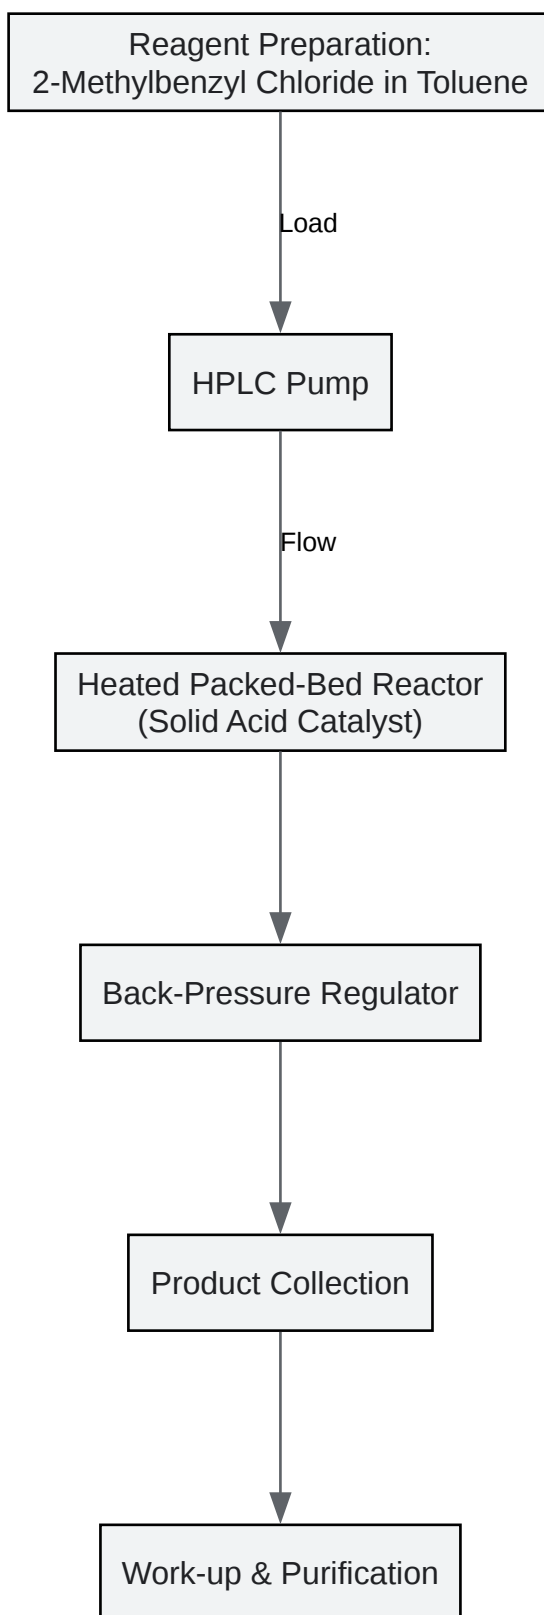 Reagent Preparation:
2-Methylbenzyl Chloride in Toluene
Load
HPLC Pump
Flow
Heated Packed-Bed Reactor
(Solid Acid Catalyst)
Back-Pressure Regulator
Product Collection
Work-up & Purification